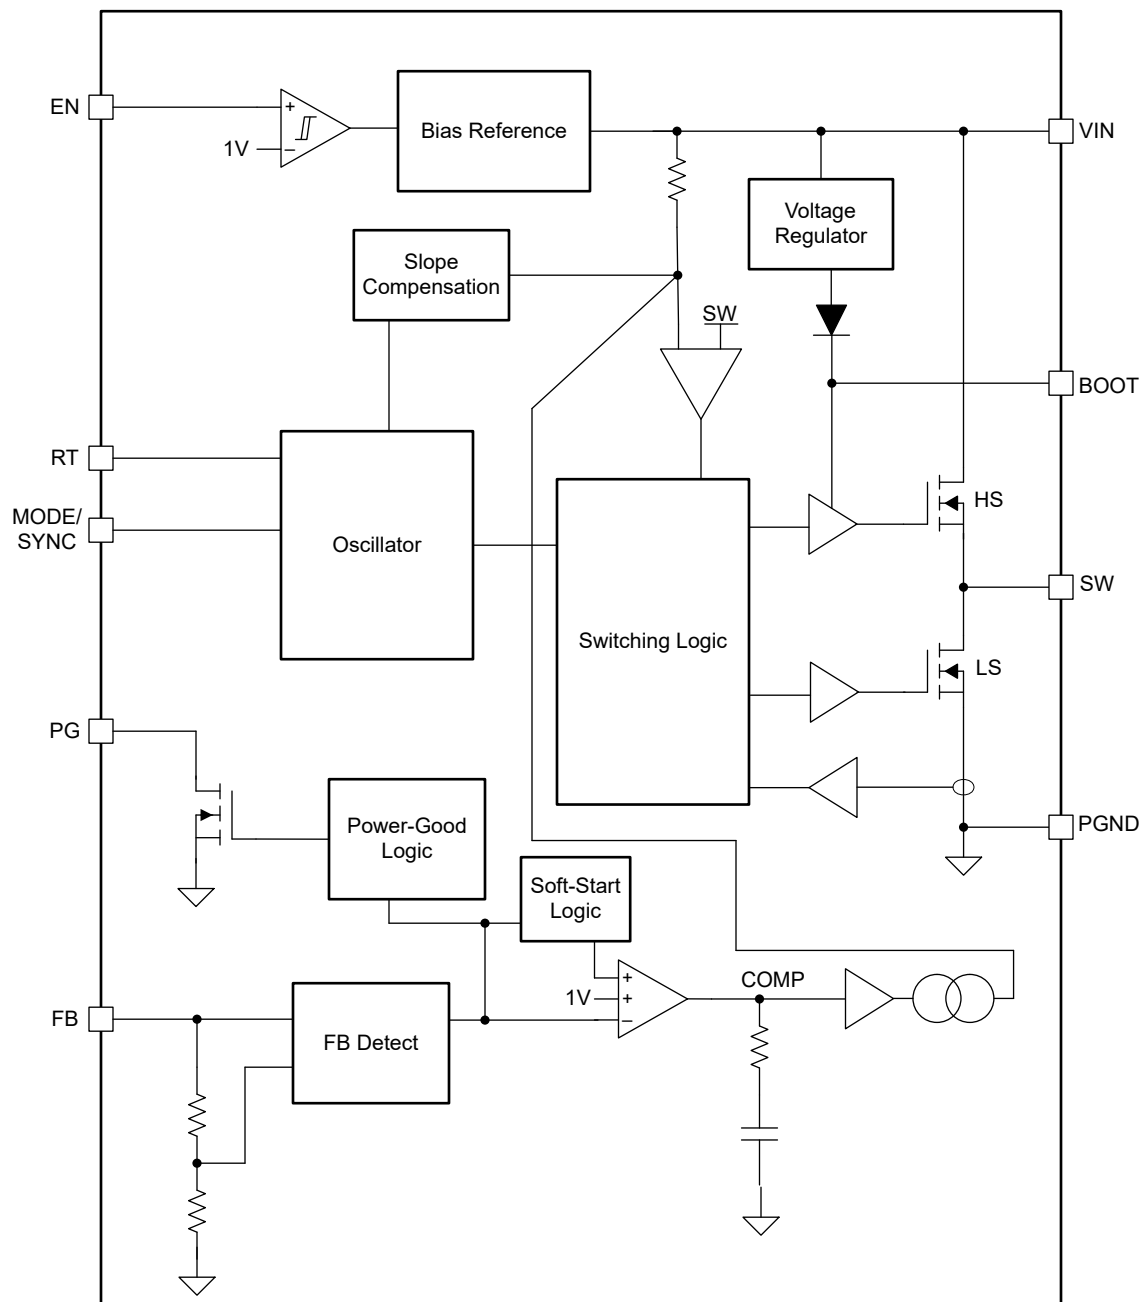 EN
1V
+
−
Bias Reference
VIN
Voltage
Regulator
Slope
Compensation
SW
BOOT
RT
MODE/
SYNC
Oscillator
HS
SW
Switching Logic
LS
PG
Power-Good
Logic
PGND
Soft-Start
Logic
+
1V
+
−
COMP
FB
FB Detect